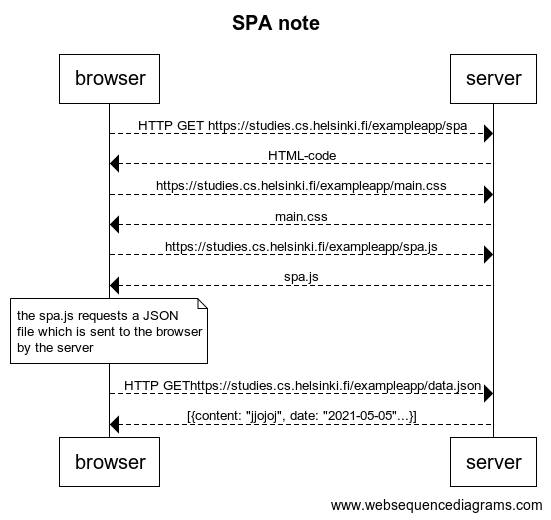 SPA note
browser
server
HTTP GET https://studies.cs.helsinki.fi/exampleapp/spa
HTML-code
https://studies.cs.helsinki.fi/exampleapp/main.css
main.css
https://studies.cs.helsinki.fi/exampleapp/spa.js
spa.js
the spa.js requests a JSON
file which is sent to the browser
by the server
HTTP GEThttps://studies.cs.helsinki.fi/exampleapp/data.json
[{content: "jjojoj", date: "2021-05-05"...}]
browser
server
www.websequencediagrams.com